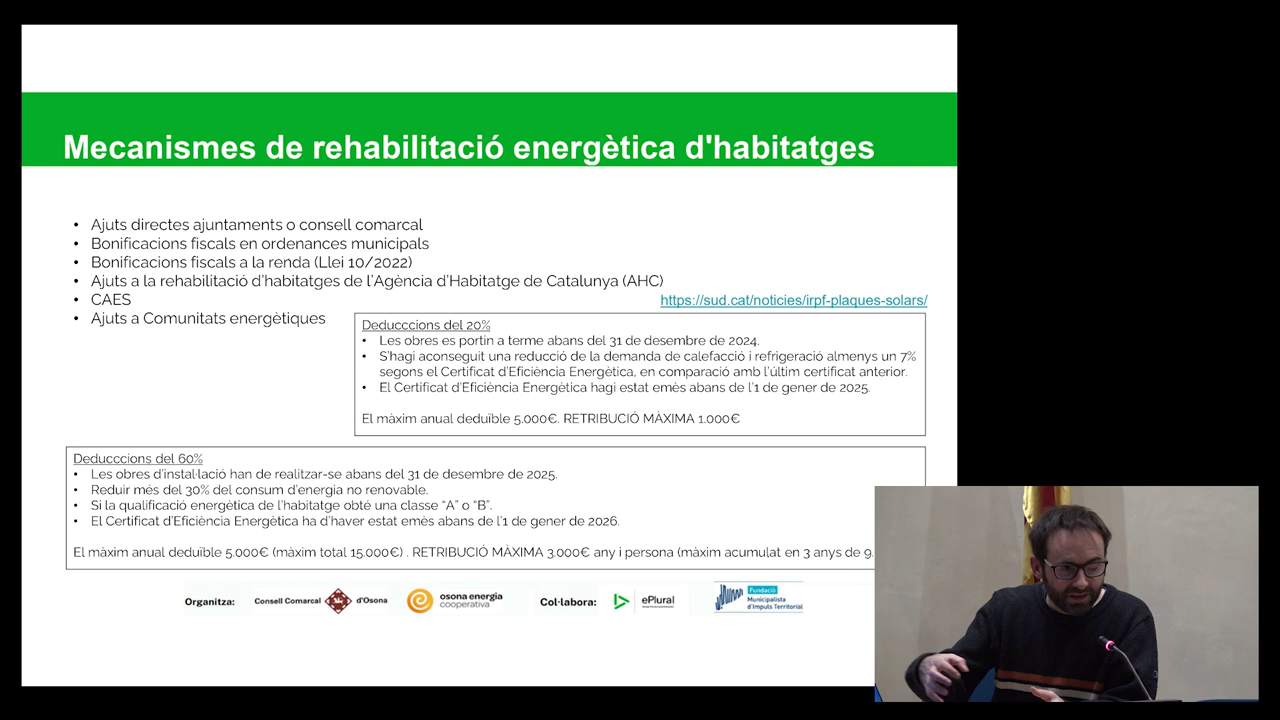 Mecanismes de rehabilitació energètica d'habitatges
• Ajuts directes ajuntaments o consell comarcal
• Bonificacions fiscals en ordenances municipals
• Bonificacions fiscals a la renda (Llei 10/2022)
• Ajuts a la rehabilitació d'habitatges de l'Agència d'Habitatge de Catalunya (AHC)
• CAES
https://sud.cat/noticies/irpf-plaques-solars/
• Ajuts a Comunitats energètiques
Deducccions del 20%
• Les obres es portin a terme abans del 31 de desembre de 2024.
• S'hagi aconseguit una reducció de la demanda de calefacció i refrigeració almenys un 7%
segons el Certificat d'Eficiència Energètica, en comparació amb l'últim certificat anterior.
• El Certificat d'Eficiència Energètica hagi estat emès abans de l'1 de gener de 2025.
El màxim anual deduïble 5.000€. RETRIBUCIÓ MÀXIMA 1.000€
Deducccions del 60%
• Les obres d'instal·lació han de realitzar-se abans del 31 de desembre de 2025.
• Reduir més del 30% del consum d'energia no renovable.
• Si la qualificació energètica de l'habitatge obté una classe “A” o “B”.
• El Certificat d'Eficiència Energètica ha d'haver estat emès abans de l'1 de gener de 2026.
El màxim anual deduïble 5.000€ (màxim total 15.000€) . RETRIBUCIÓ MÀXIMA 3.000€ any i persona (màxim acumulat en 3 anys de 9.
Organitza: Consell Comarcal d'Osona osona energia cooperativa Col·labora: ePlural Fundació Municipalista d'Impuls Territorial